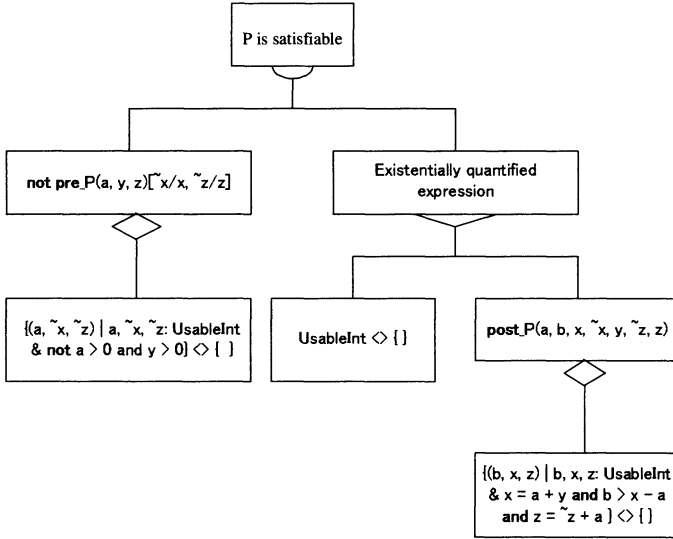 P is satisfiable
not pre_P(a, y, z)[~x/x, ~z/z]
Existentially quantified
expression
{(a, ~x, ~z) | a, ~x, ~z: UsableInt
& not a > 0 and y > 0} <> { }
UsableInt <> { }
post_P(a, b, x, ~x, y, ~z, z)
{(b, x, z) | b, x, z: UsableInt
& x = a + y and b > x - a
and z = ~z + a } <> { }